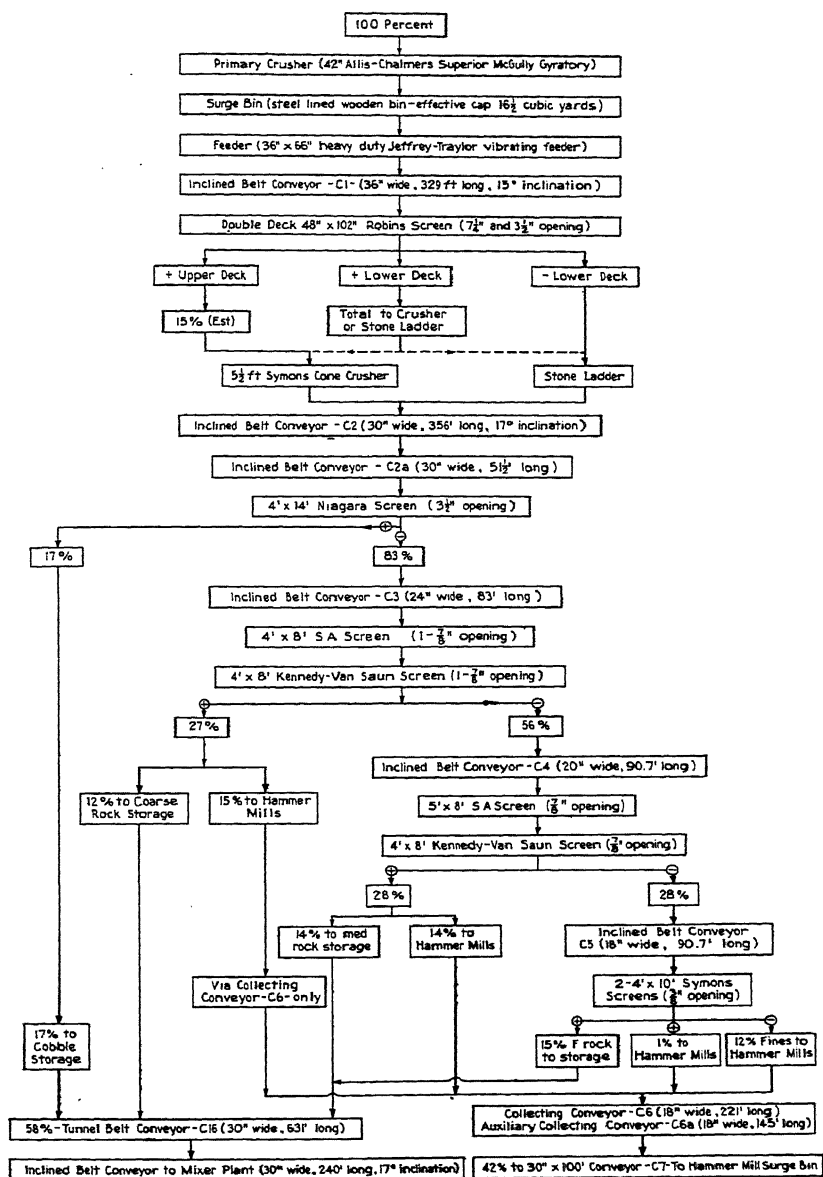 100 Percent
Primary Crusher (42" Allis-Chalmers Superior McGully Gyratory)
Surge Bin (steel lined wooden bin-effective cap 16½ cubic yards)
Feeder (36" x 66" heavy duty Jeffrey-Traylor vibrating feeder)
Inclined Belt Conveyor -C1- (36" wide, 329 ft long, 15° inclination)
Double Deck 48" x 102" Robins Screen (7¼" and 3½" opening)
+ Upper Deck
+ Lower Deck
- Lower Deck
15% (Est)
Total to Crusher
or Stone Ladder
5½ ft Symons Cone Crusher
Stone Ladder
Inclined Belt Conveyor -C2 (30" wide, 356' long, 17° inclination)
Inclined Belt Conveyor - C2a (30" wide, 51½' long)
4' x 14' Niagara Screen (3½" opening)
⊕
⊖
17%
83%
Inclined Belt Conveyor -C3 (24" wide, 83' long)
4' x 8' S A Screen (1-⅞" opening)
4' x 8' Kennedy-Van Saun Screen (1-⅞" opening)
⊕
⊖
27%
56%
Inclined Belt Conveyor-C4 (20" wide, 90.7' long)
12% to Coarse
Rock Storage
15% to Hammer
Mills
5' x 8' S A Screen (⅞" opening)
4' x 8' Kennedy-Van Saun Screen (⅞" opening)
⊕
⊖
28%
28%
14% to med
rock storage
14% to
Hammer Mills
Inclined Belt Conveyor
C5 (18" wide, 90.7' long)
Via Collecting
Conveyor-C6-only
2-4' x 10' Symons
Screens (⅜" opening)
⊕
⊕
⊖
17% to
Cobble
Storage
15% F rock
to storage
1% to
Hammer Mills
12% Fines to
Hammer Mills
58%-Tunnel Belt Conveyor-C16 (30" wide, 631' long)
Collecting Conveyor-C6 (18" wide, 221' long)
Auxiliary Collecting Conveyor-C6a (18" wide, 145' long)
Inclined Belt Conveyor to Mixer Plant (30" wide, 240' long, 17° inclination)
42% to 30" x 100' Conveyor -C7-To Hammer Mill Surge Bin